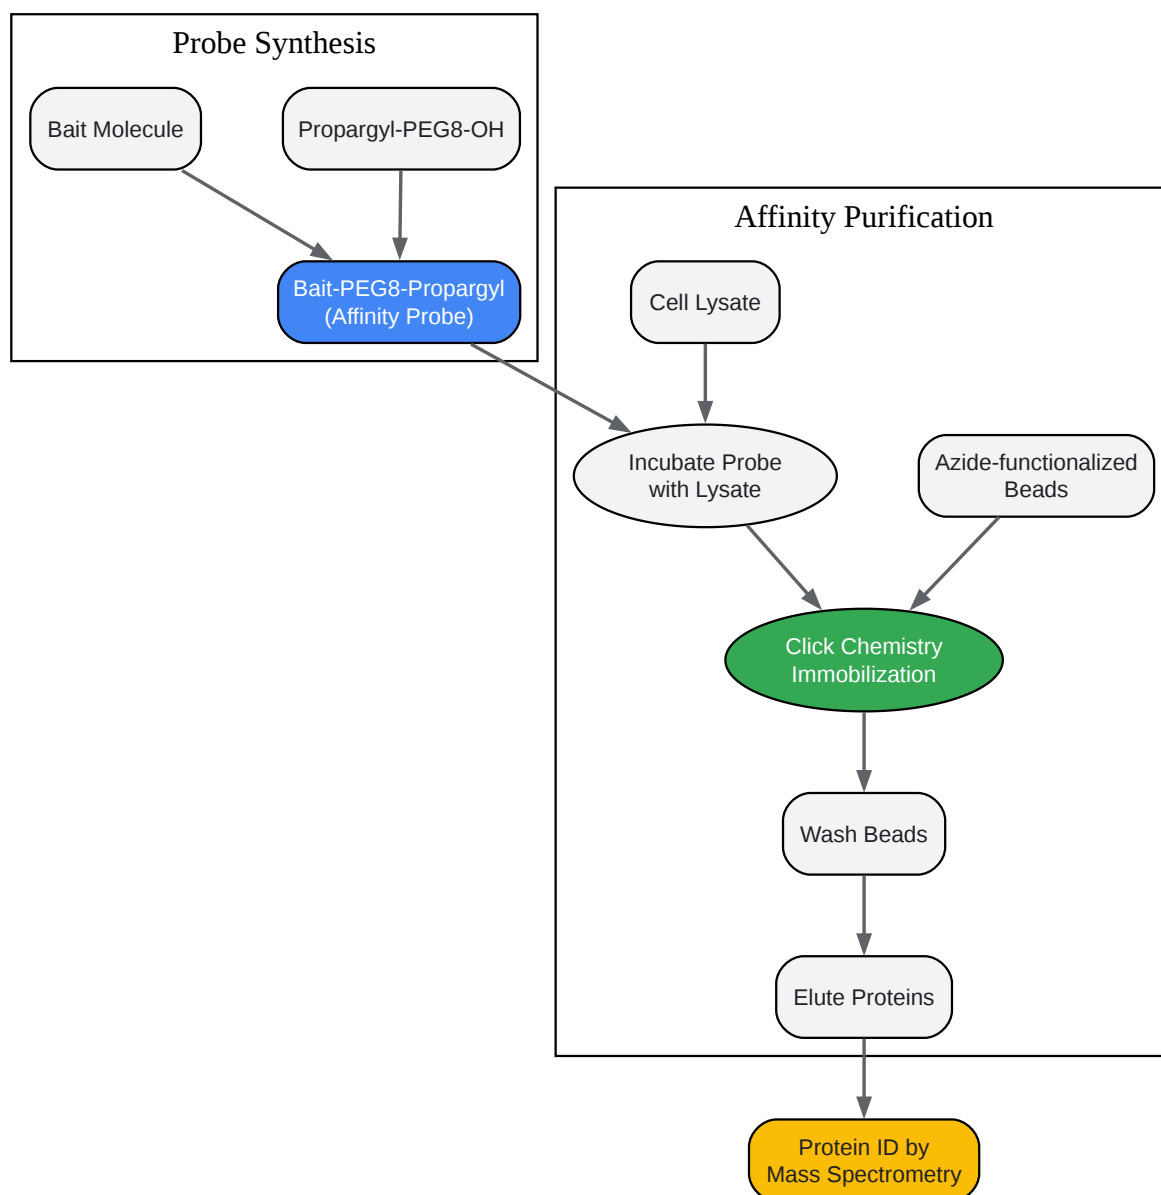 Probe Synthesis
Bait Molecule
Propargyl-PEG8-OH
Bait-PEG8-Propargyl
(Affinity Probe)
Affinity Purification
Cell Lysate
Incubate Probe
with Lysate
Azide-functionalized
Beads
Click Chemistry
Immobilization
Wash Beads
Elute Proteins
Protein ID by
Mass Spectrometry